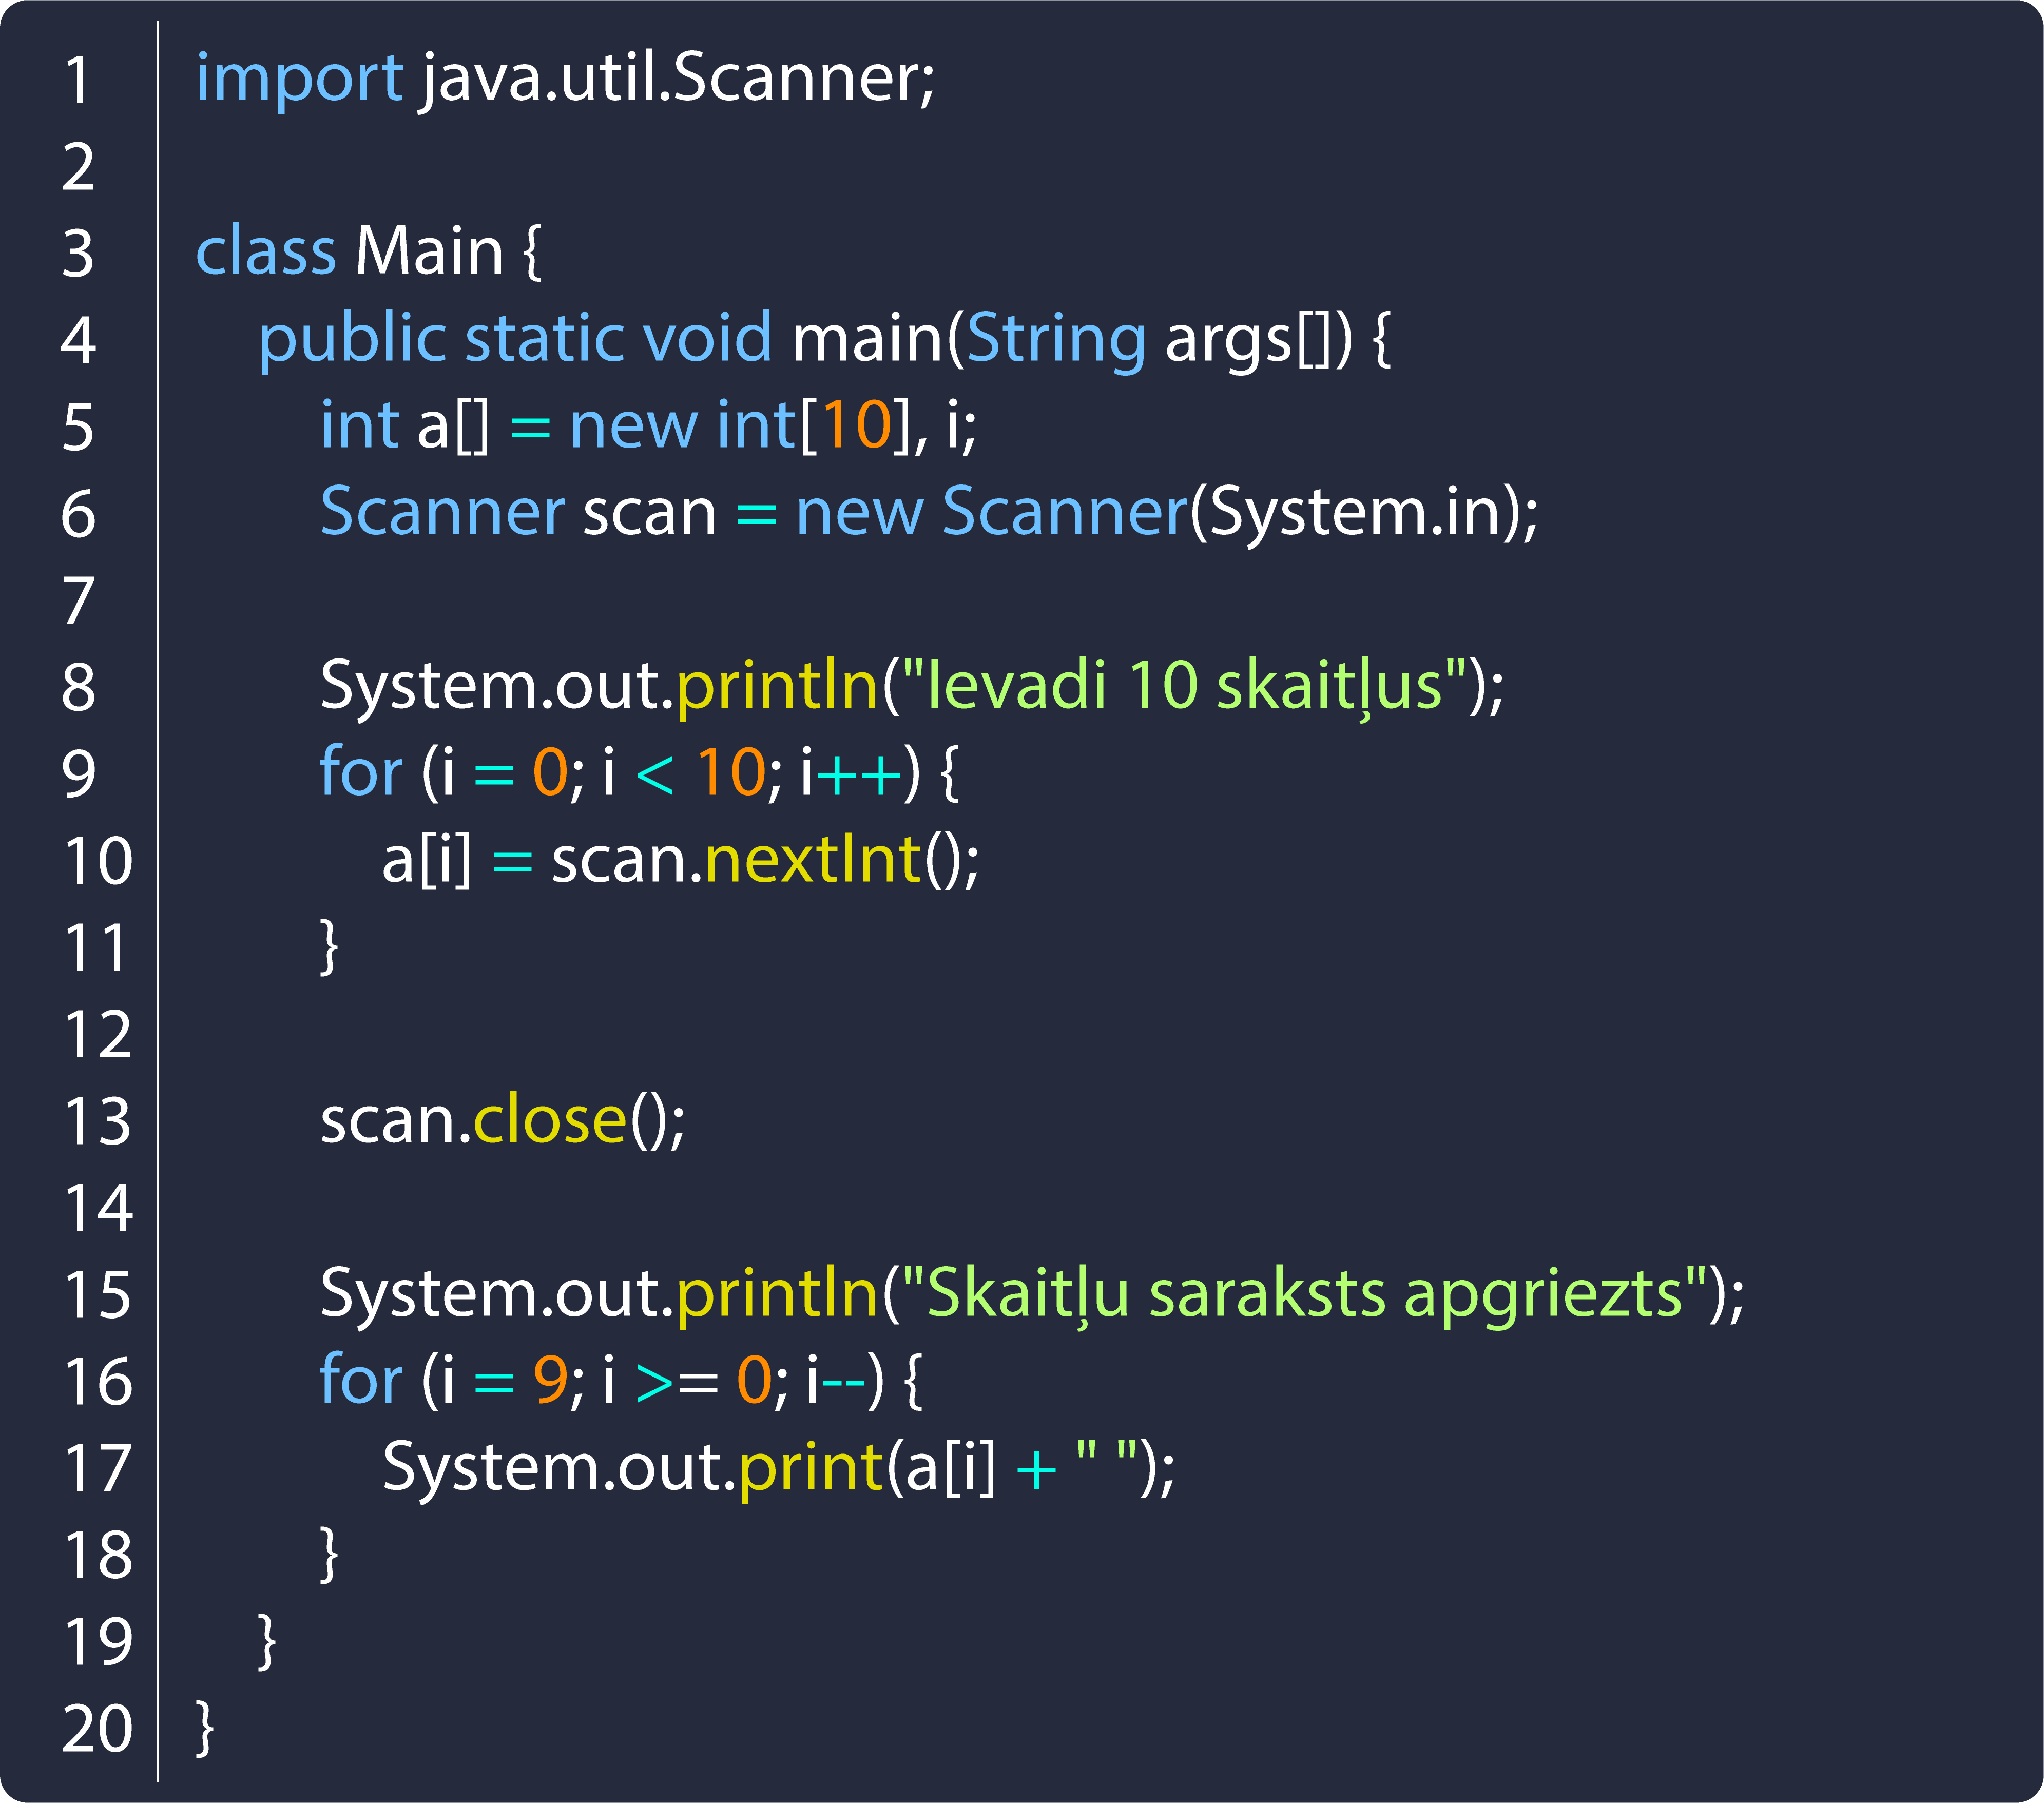 1 import java.util.Scanner;
2
3 class Main {
4 public static void main(String args[]) {
5 int a[] = new int[10], i;
6 Scanner scan = new Scanner(System.in);
7
8 System.out.println("Ievadi 10 skaitļus");
9 for (i = 0; i < 10; i++) {
10 a[i] = scan.nextInt();
11 }
12
13 scan.close();
14
15 System.out.println("Skaitļu saraksts apgriezts");
16 for (i = 9; i >= 0; i--) {
17 System.out.print(a[i] + " ");
18 }
19 }
20 }